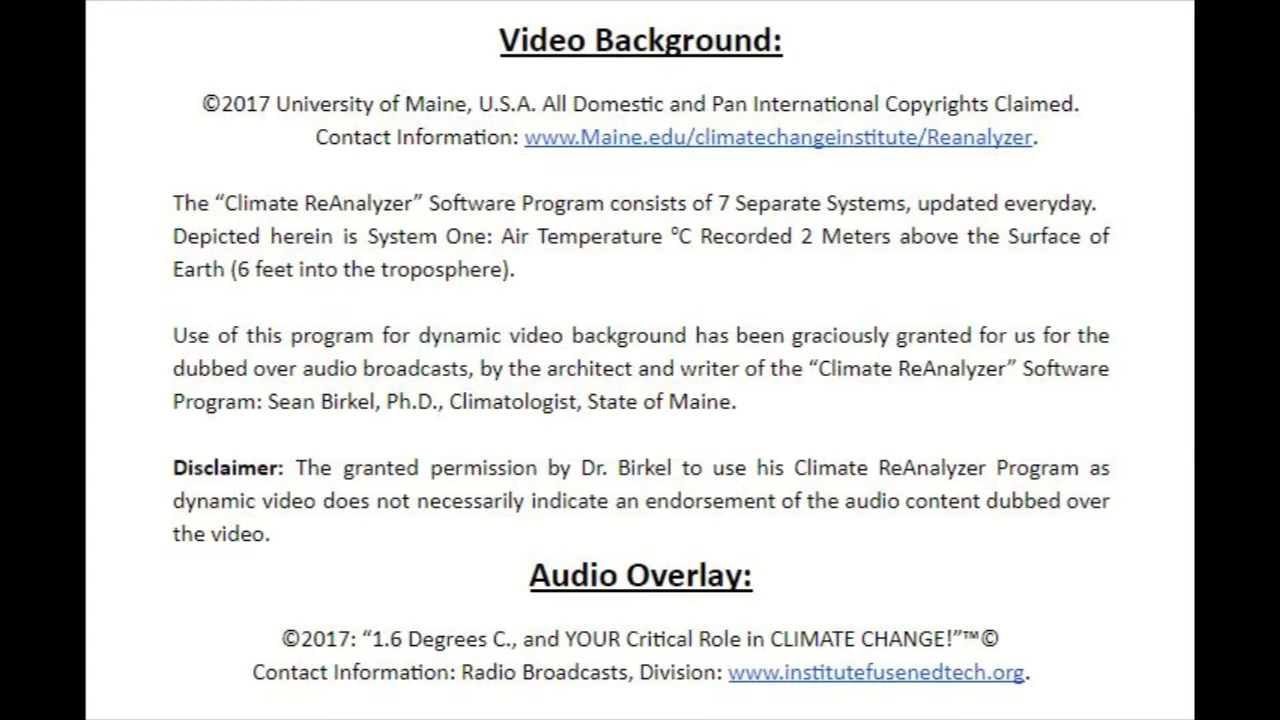 Video Background:
©2017 University of Maine, U.S.A. All Domestic and Pan International Copyrights Claimed.
Contact Information: www.Maine.edu/climatechangeinstitute/Reanalyzer.
The “Climate ReAnalyzer” Software Program consists of 7 Separate Systems, updated everyday.
Depicted herein is System One: Air Temperature °C Recorded 2 Meters above the Surface of
Earth (6 feet into the troposphere).
Use of this program for dynamic video background has been graciously granted for us for the
dubbed over audio broadcasts, by the architect and writer of the “Climate ReAnalyzer” Software
Program: Sean Birkel, Ph.D., Climatologist, State of Maine.
Disclaimer: The granted permission by Dr. Birkel to use his Climate ReAnalyzer Program as
dynamic video does not necessarily indicate an endorsement of the audio content dubbed over
the video.
Audio Overlay:
©2017: “1.6 Degrees C., and YOUR Critical Role in CLIMATE CHANGE!”™©
Contact Information: Radio Broadcasts, Division: www.institutefusenedtech.org.